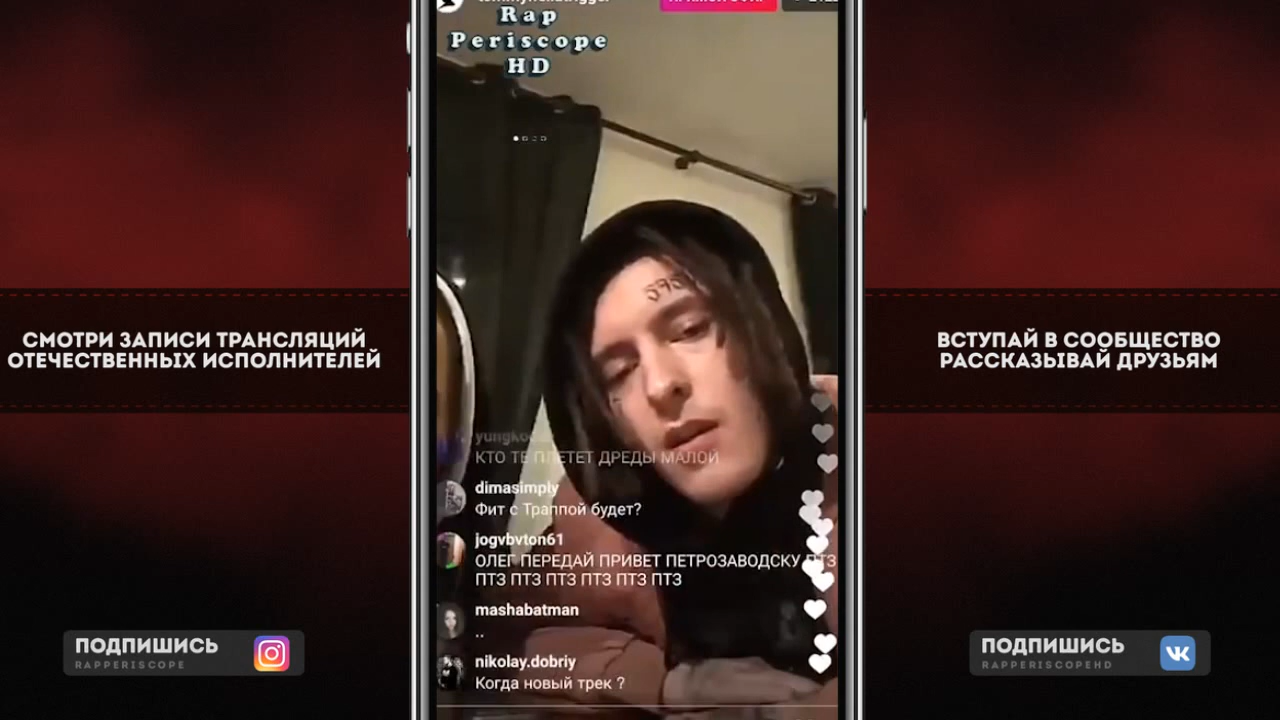 Rap
Periscope
HD
СМОТРИ ЗАПИСИ ТРАНСЛЯЦИЙ
ОТЕЧЕСТВЕННЫХ ИСПОЛНИТЕЛЕЙ
ВСТУПАЙ В СООБЩЕСТВО
РАССКАЗЫВАЙ ДРУЗЬЯМ
КТО ТЕ ПЛЕТЕТ ДРЕДЫ МАЛОЙ
dimasimply
Фит с Траппой будет?
jogvbvton61
ОЛЕГ ПЕРЕДАЙ ПРИВЕТ ПЕТРОЗАВОДСКУ ПТЗ
ПТЗ ПТЗ ПТЗ ПТЗ ПТЗ ПТЗ
mashabatman
..
nikolay.dobriy
Когда новый трек ?
ПОДПИШИСЬ
RAPPERISCOPE
ПОДПИШИСЬ
RAPPERISCOPEHD